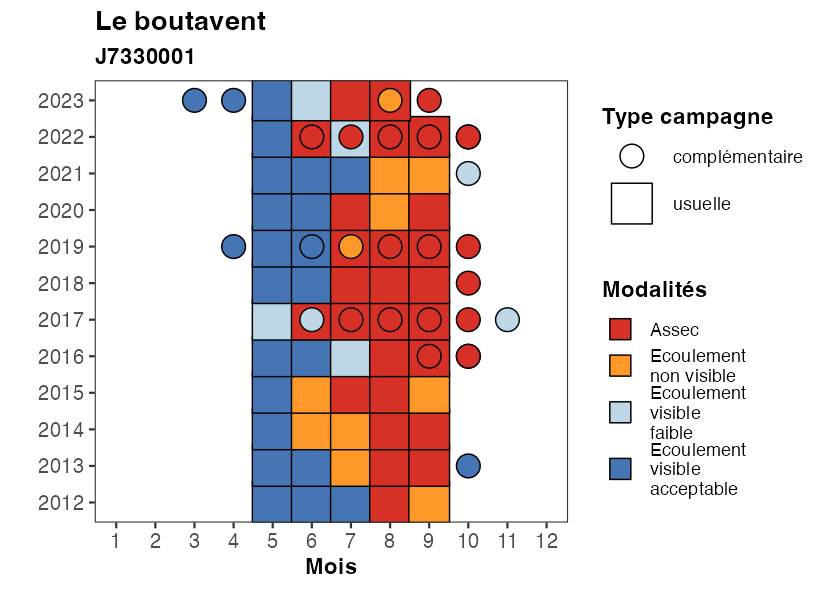 Le boutavent
J7330001
2023
2022
2021
2020
2019
2018
2017
2016
2015
2014
2013
2012
1 2 3 4 5 6 7 8 9 10 11 12
Mois
Type campagne
complémentaire
usuelle
Modalités
Assec
Ecoulement
non visible
Ecoulement
visible
faible
Ecoulement
visible
acceptable